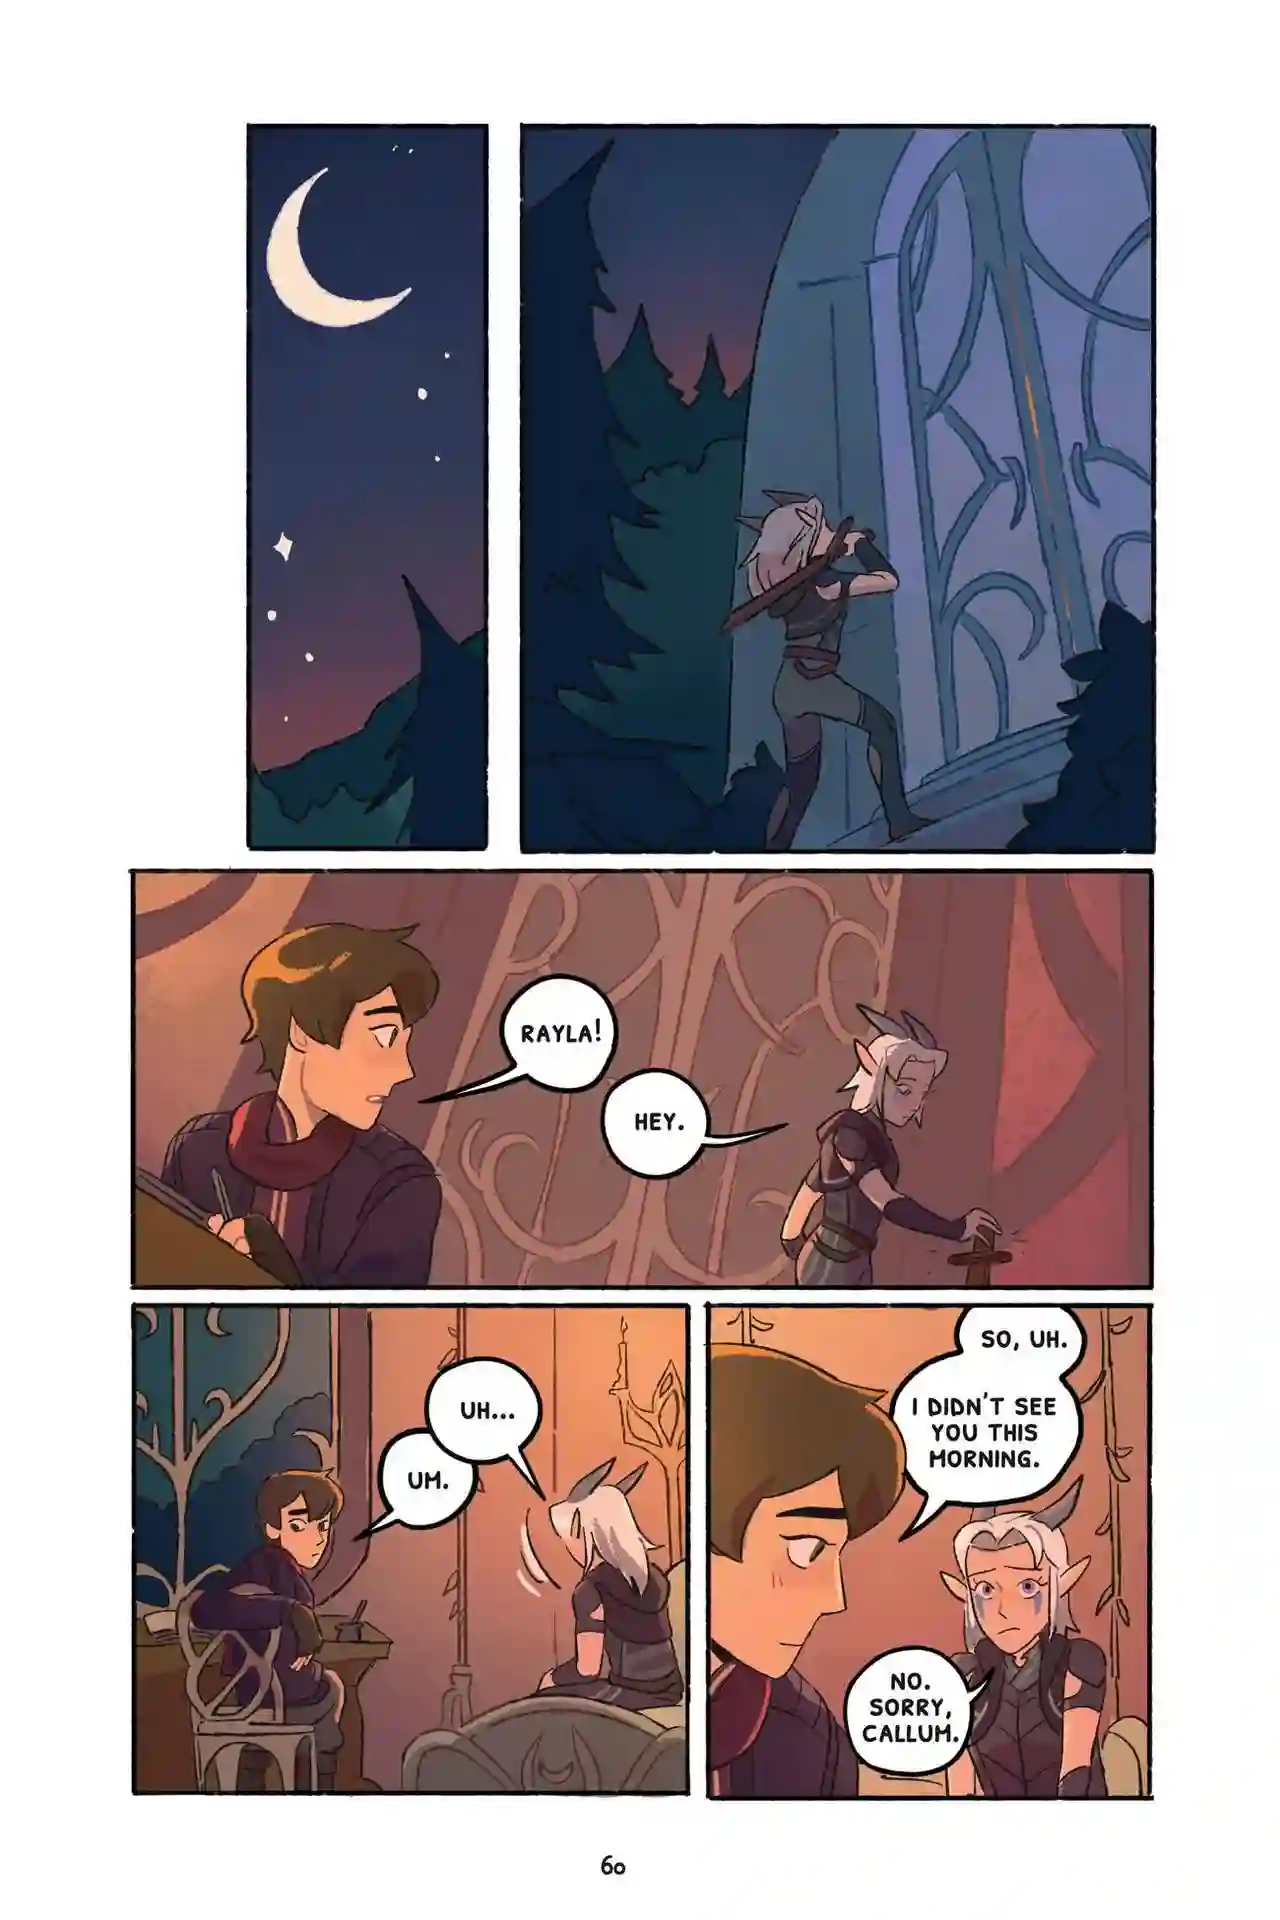 RAYLA!
HEY.
UH...
UM.
SO, UH.
I DIDN'T SEE
YOU THIS
MORNING.
NO.
SORRY,
CALLUM.
60